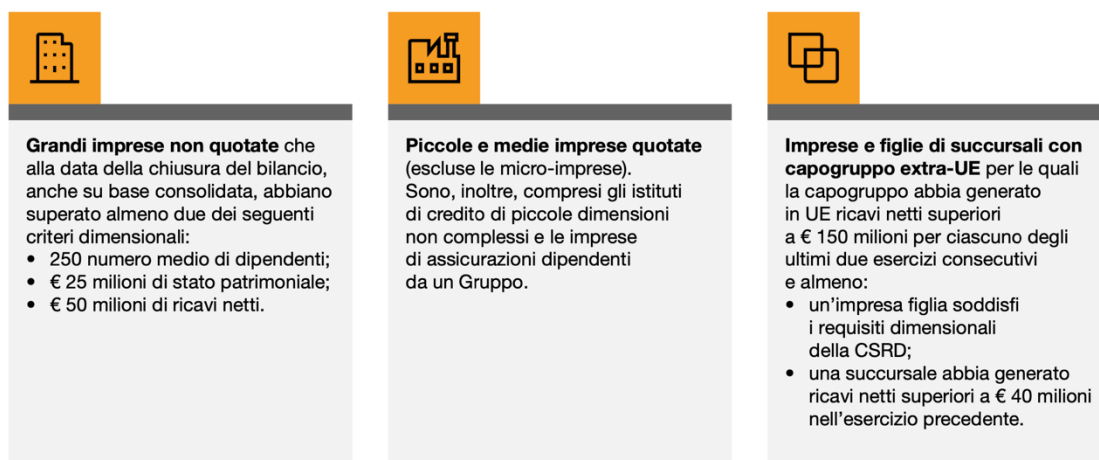 Grandi imprese non quotate che
alla data della chiusura del bilancio,
anche su base consolidata, abbiano
superato almeno due dei seguenti
criteri dimensionali:
• 250 numero medio di dipendenti;
• € 25 milioni di stato patrimoniale;
• € 50 milioni di ricavi netti.
Piccole e medie imprese quotate
(escluse le micro-imprese).
Sono, inoltre, compresi gli istituti
di credito di piccole dimensioni
non complessi e le imprese
di assicurazioni dipendenti
da un Gruppo.
Imprese e figlie di succursali con
capogruppo extra-UE per le quali
la capogruppo abbia generato
in UE ricavi netti superiori
a € 150 milioni per ciascuno degli
ultimi due esercizi consecutivi
e almeno:
• un’impresa figlia soddisfi
i requisiti dimensionali
della CSRD;
• una succursale abbia generato
ricavi netti superiori a € 40 milioni
nell’esercizio precedente.